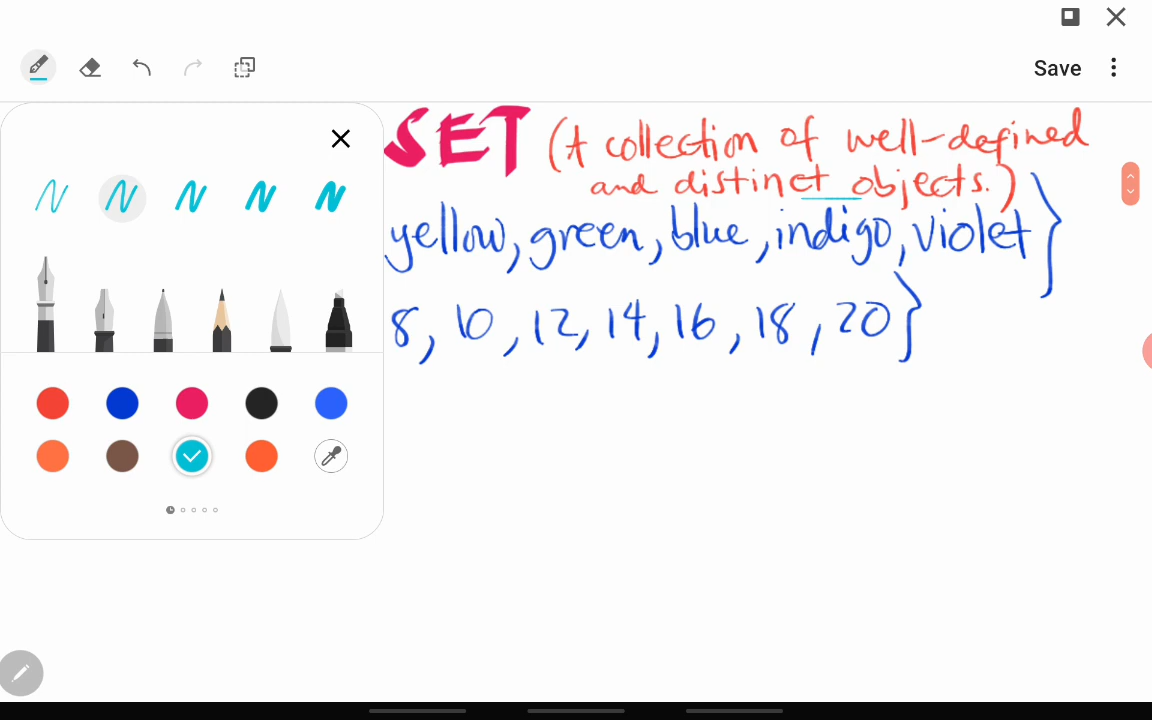 Save
SET (A collection of well-defined
and distinct objects.)
yellow, green, blue, indigo, violet}
8, 10, 12, 14, 16, 18, 20}